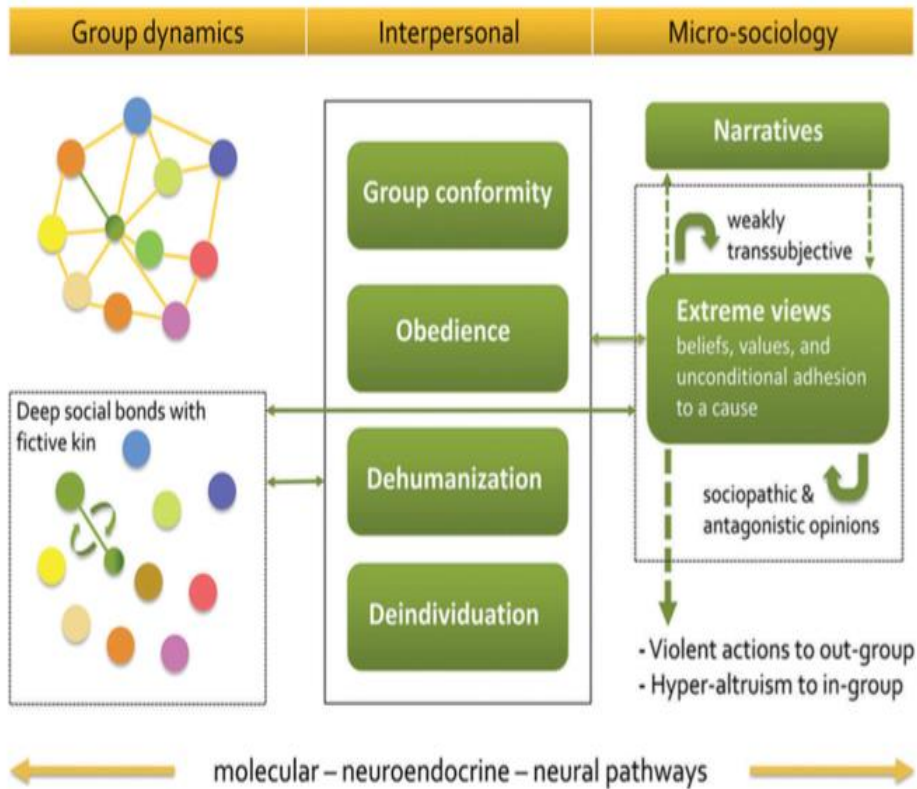 Group dynamics
Interpersonal
Micro-sociology
Deep social bonds with
fictive kin
Group conformity
Obedience
Dehumanization
Deindividuation
Narratives
weakly
transsubjective
Extreme views
beliefs, values, and
unconditional adhesion
to a cause
sociopathic &
antagonistic opinions
- Violent actions to out-group
- Hyper-altruism to in-group
molecular – neuroendocrine – neural pathways